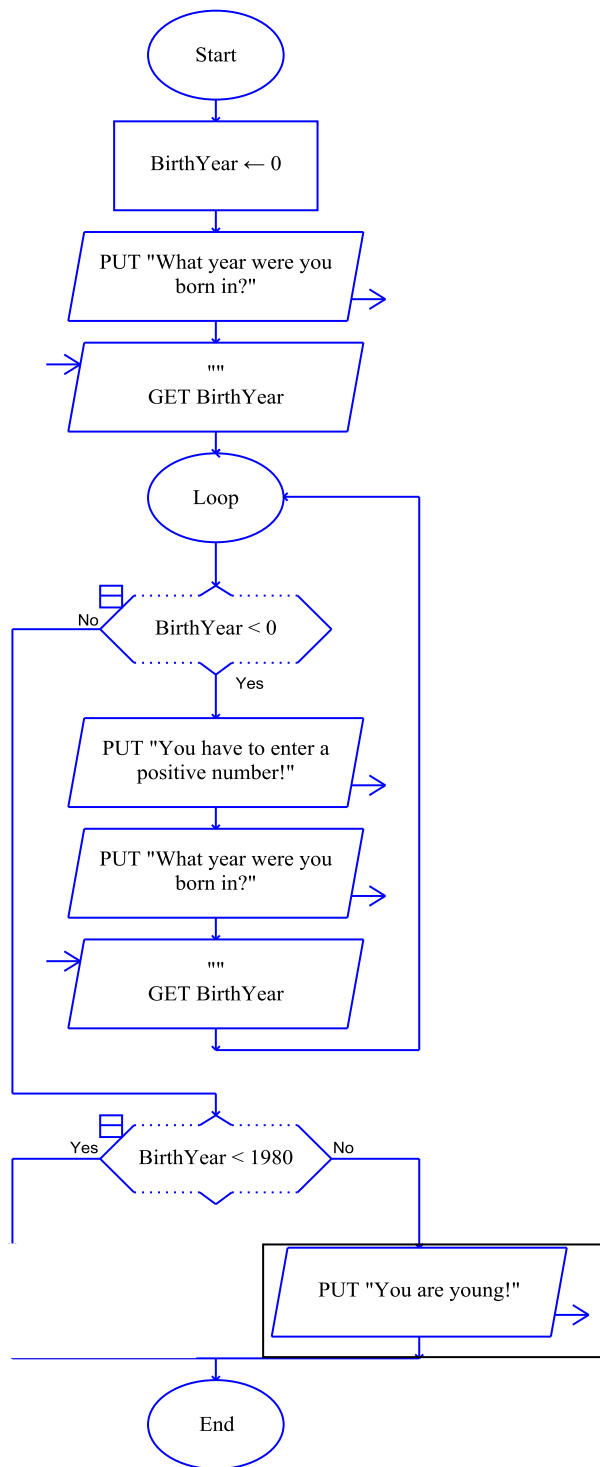 Start
BirthYear ← 0
PUT "What year were you
born in?"
""
GET BirthYear
Loop
BirthYear < 0
No
Yes
PUT "You have to enter a
positive number!"
PUT "What year were you
born in?"
""
GET BirthYear
BirthYear < 1980
Yes
No
PUT "You are young!"
End